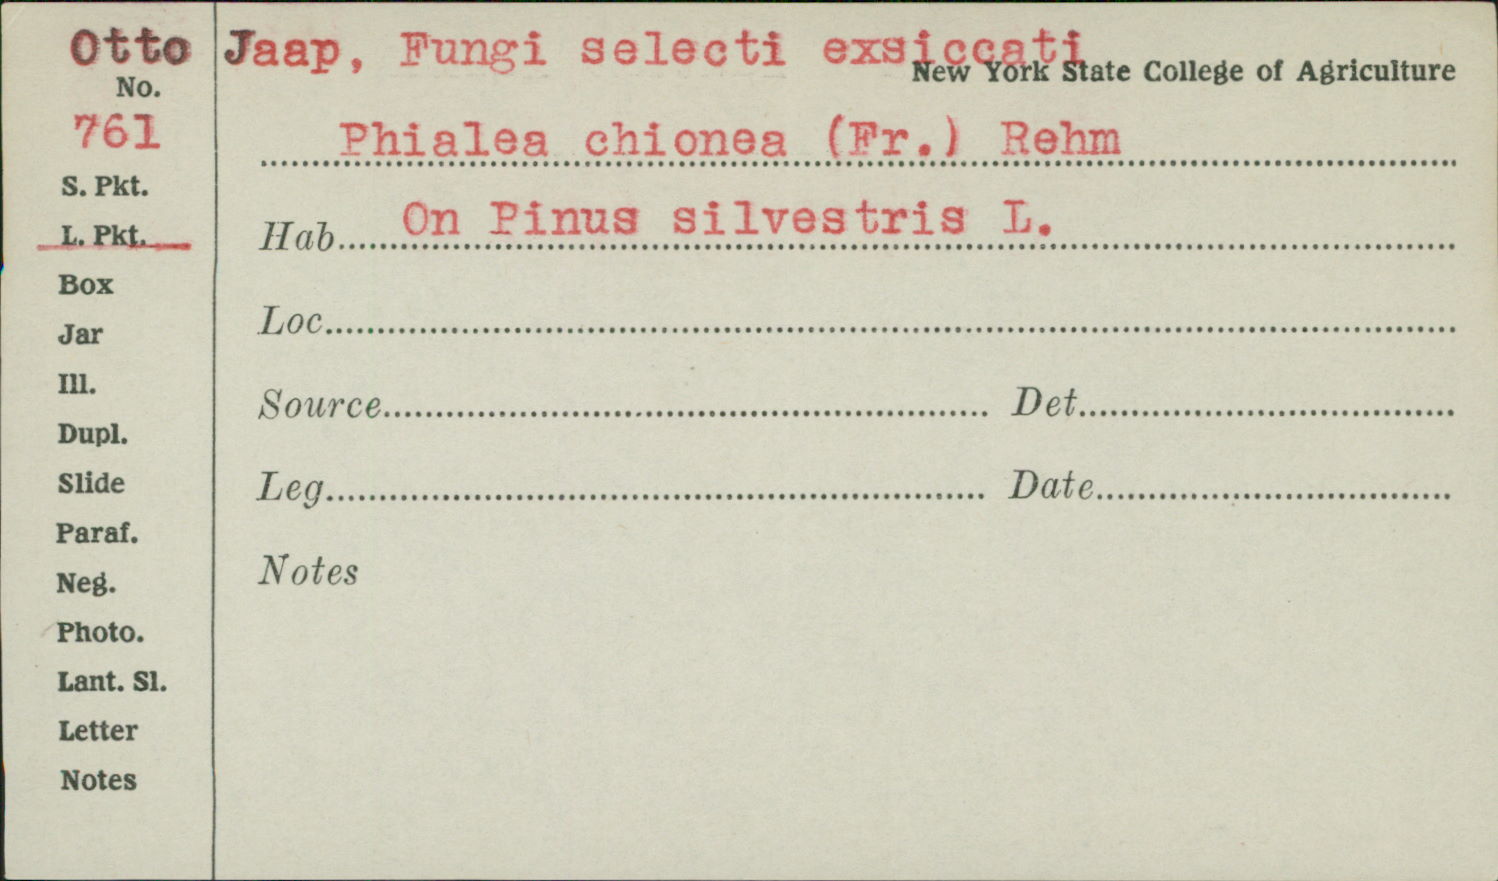 Otto Jaap, Fungi selecti exsiccati
New York State College of Agriculture
No.
761
Phialea chionea (Fr.) Rehm
S. Pkt.
L. Pkt.
Hab. On Pinus silvestris L.
Box
Loc.
Jar
Ill.
Source Det.
Dupl.
Slide
Leg. Date
Paraf.
Neg.
Notes
Photo.
Lant. Sl.
Letter
Notes